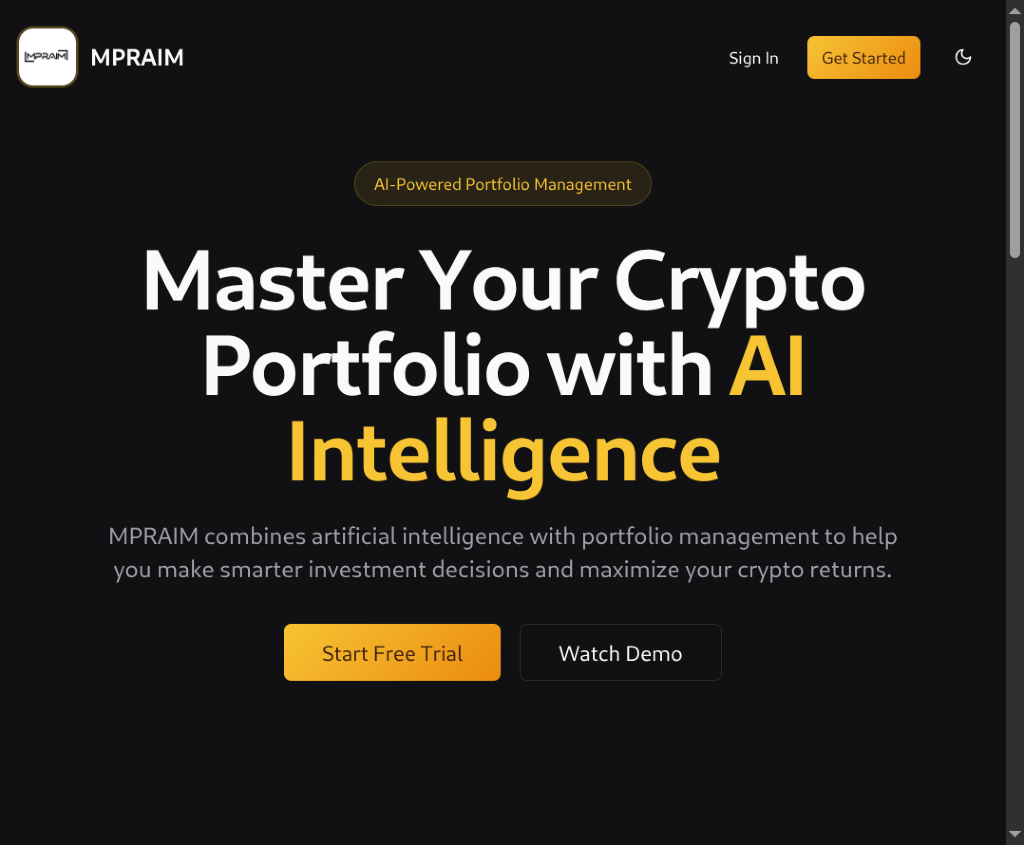 MPRAIM
MPRAIM
Sign In
Get Started
AI-Powered Portfolio Management
Master Your Crypto
Portfolio with AI
Intelligence
MPRAIM combines artificial intelligence with portfolio management to help
you make smarter investment decisions and maximize your crypto returns.
Start Free Trial
Watch Demo